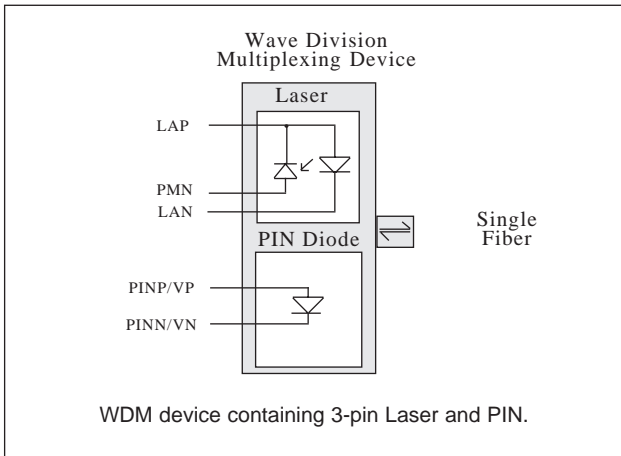 Wave Division
Multiplexing Device
Laser
LAP
PMN
LAN
PIN Diode
Single
Fiber
PINP/VP
PINN/VN
WDM device containing 3-pin Laser and PIN.